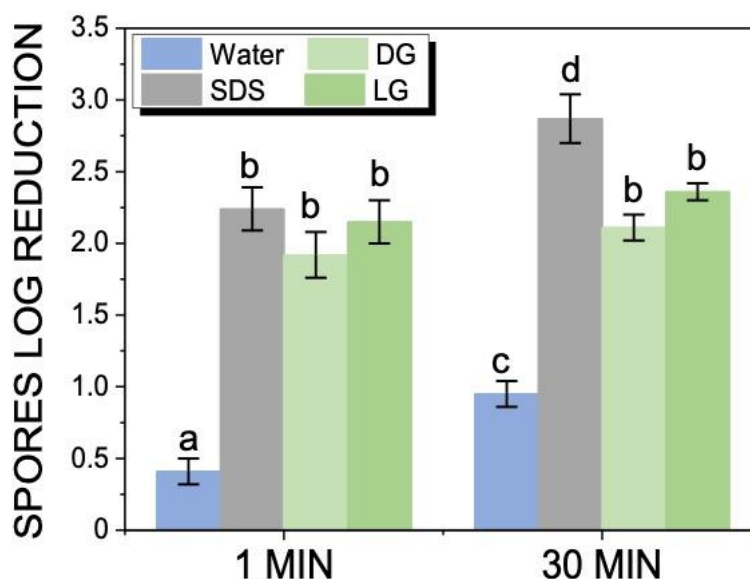 SPORES LOG REDUCTION
3.5
3.0
2.5
2.0
1.5
1.0
0.5
0
Water DG
SDS LG
a
b
b
b
c
d
b
b
1 MIN 30 MIN